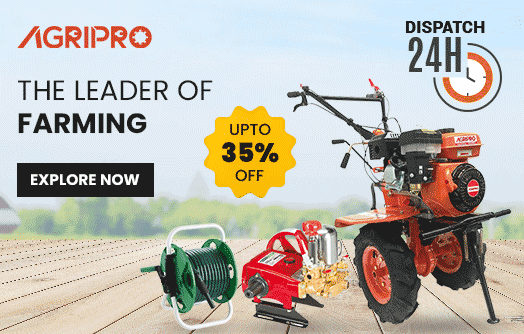 AGRIPRO
DISPATCH
24H
THE LEADER OF
FARMING
UPTO
35%
OFF
EXPLORE NOW